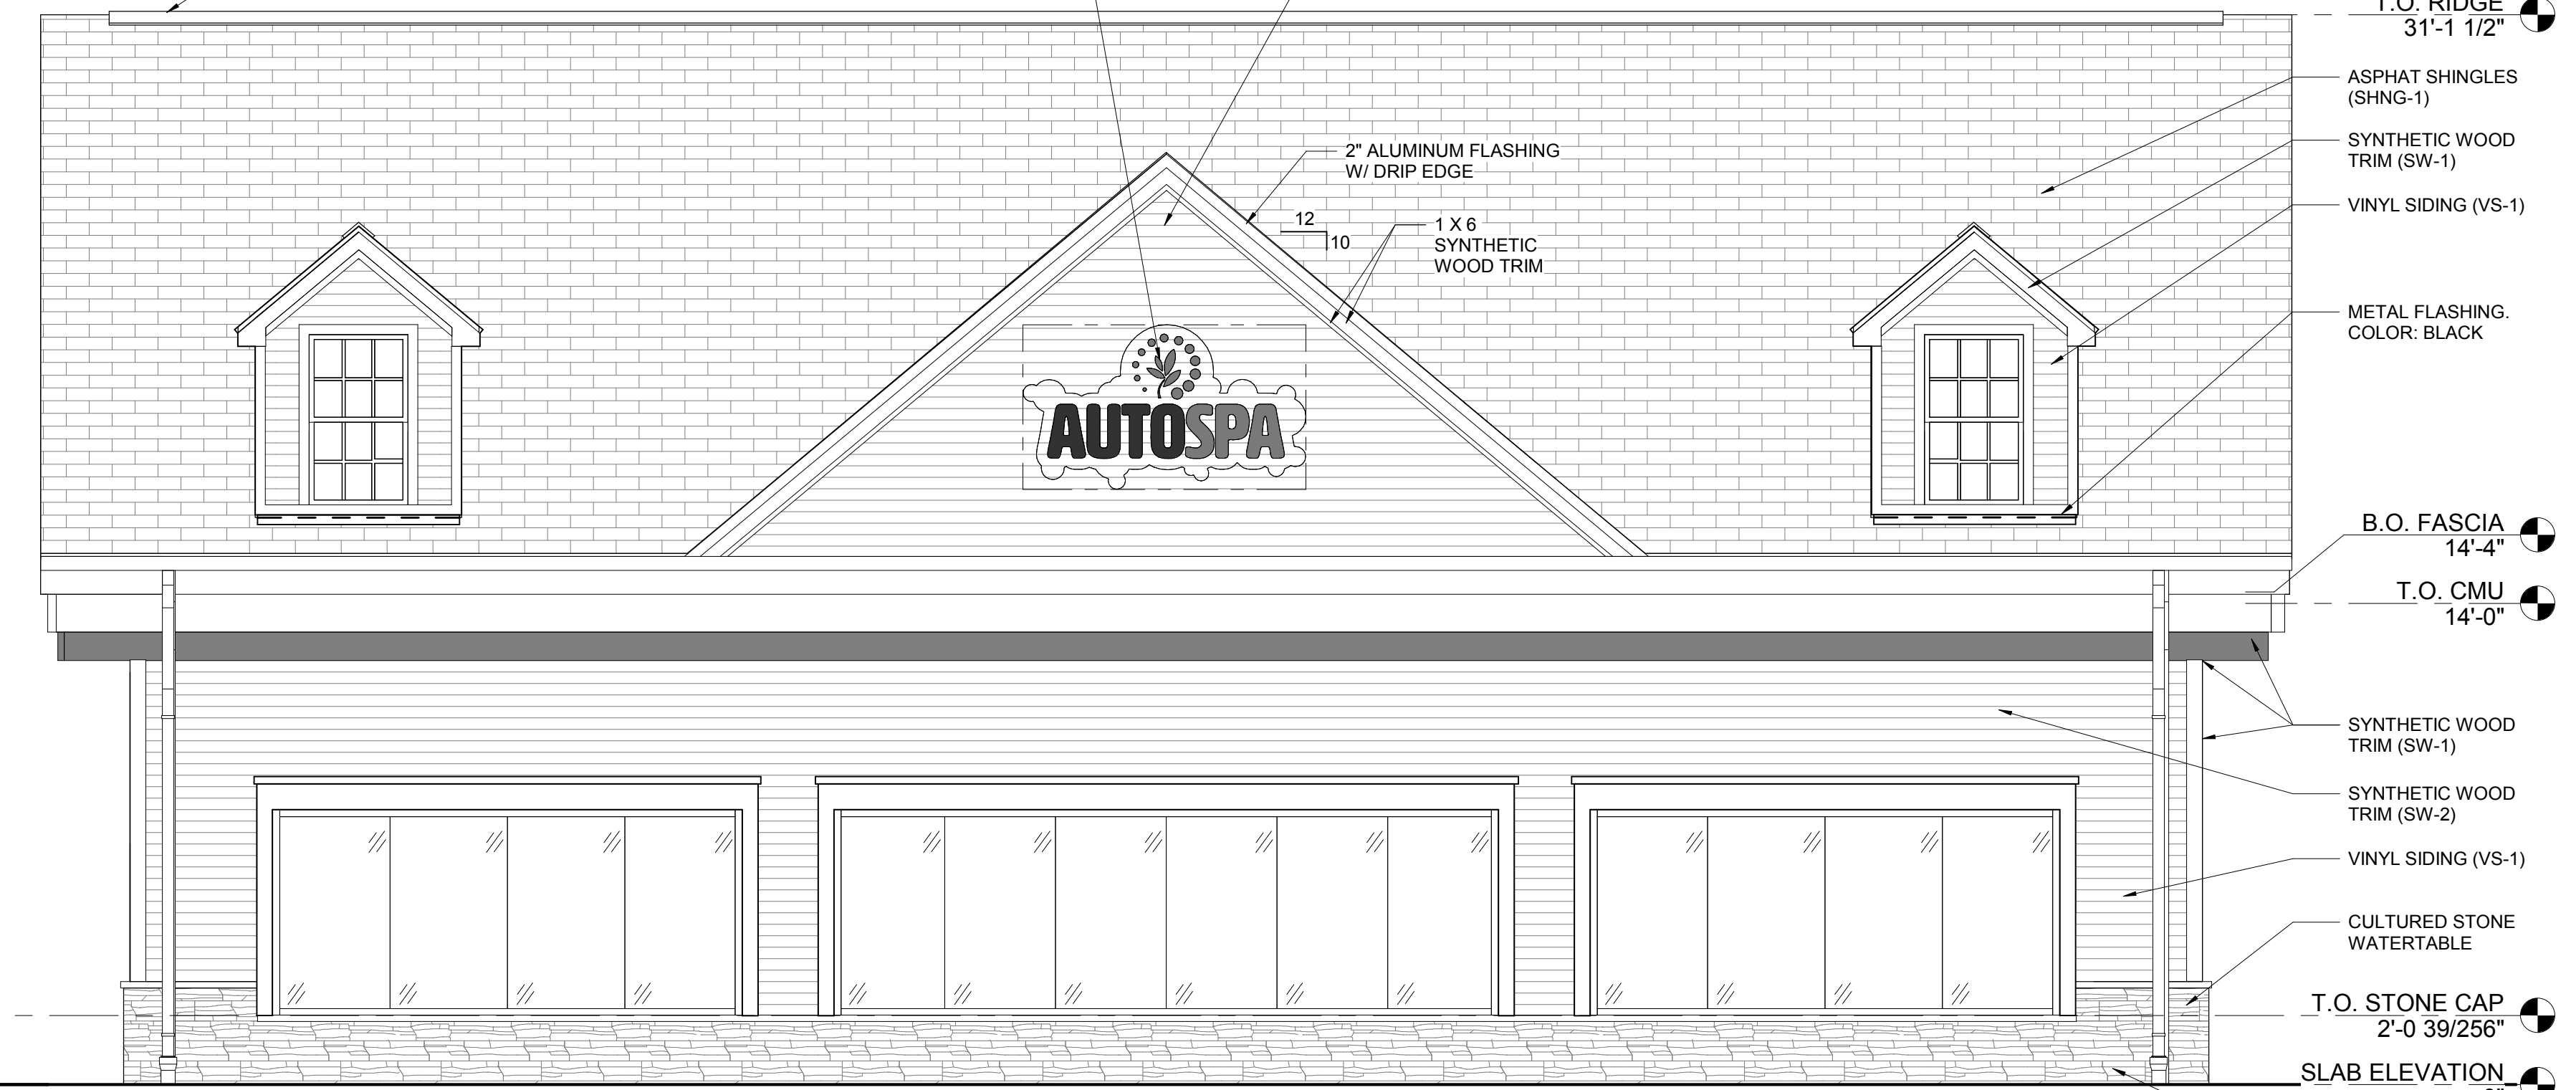 T.O. RIDGE
31'-1 1/2"
ASPHAT SHINGLES
(SHNG-1)
SYNTHETIC WOOD
TRIM (SW-1)
VINYL SIDING (VS-1)
METAL FLASHING.
COLOR: BLACK
2" ALUMINUM FLASHING
W/ DRIP EDGE
12
10
1 X 6
SYNTHETIC
WOOD TRIM
AUTOSPA
B.O. FASCIA
14'-4"
T.O. CMU
14'-0"
SYNTHETIC WOOD
TRIM (SW-1)
SYNTHETIC WOOD
TRIM (SW-2)
VINYL SIDING (VS-1)
CULTURED STONE
WATERTABLE
T.O. STONE CAP
2'-0 39/256"
SLAB ELEVATION